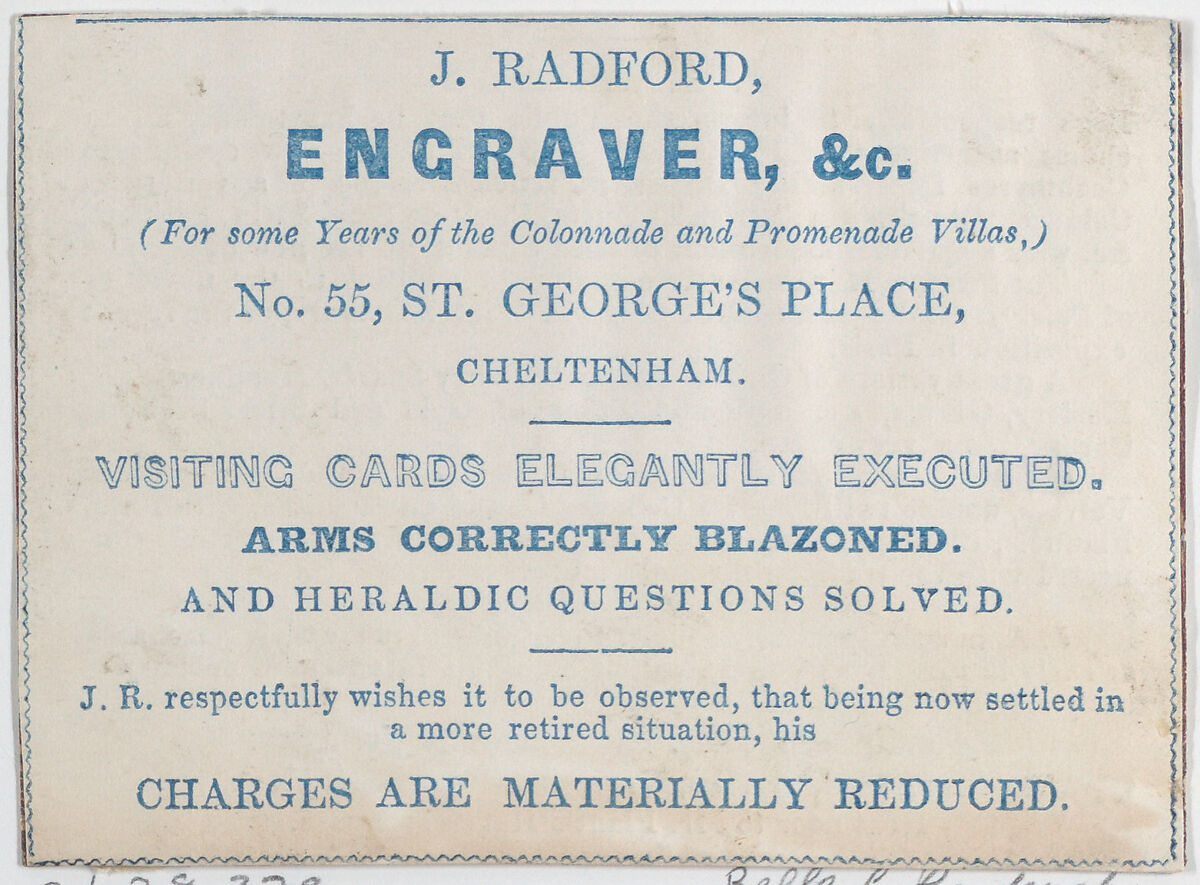 J. RADFORD,
ENGRAVER, &c.
(For some Years of the Colonnade and Promenade Villas,)
No. 55, ST. GEORGE'S PLACE,
CHELTENHAM.
VISITING CARDS ELEGANTLY EXECUTED.
ARMS CORRECTLY BLAZONED.
AND HERALDIC QUESTIONS SOLVED.
J. R. respectfully wishes it to be observed, that being now settled in
a more retired situation, his
CHARGES ARE MATERIALLY REDUCED.